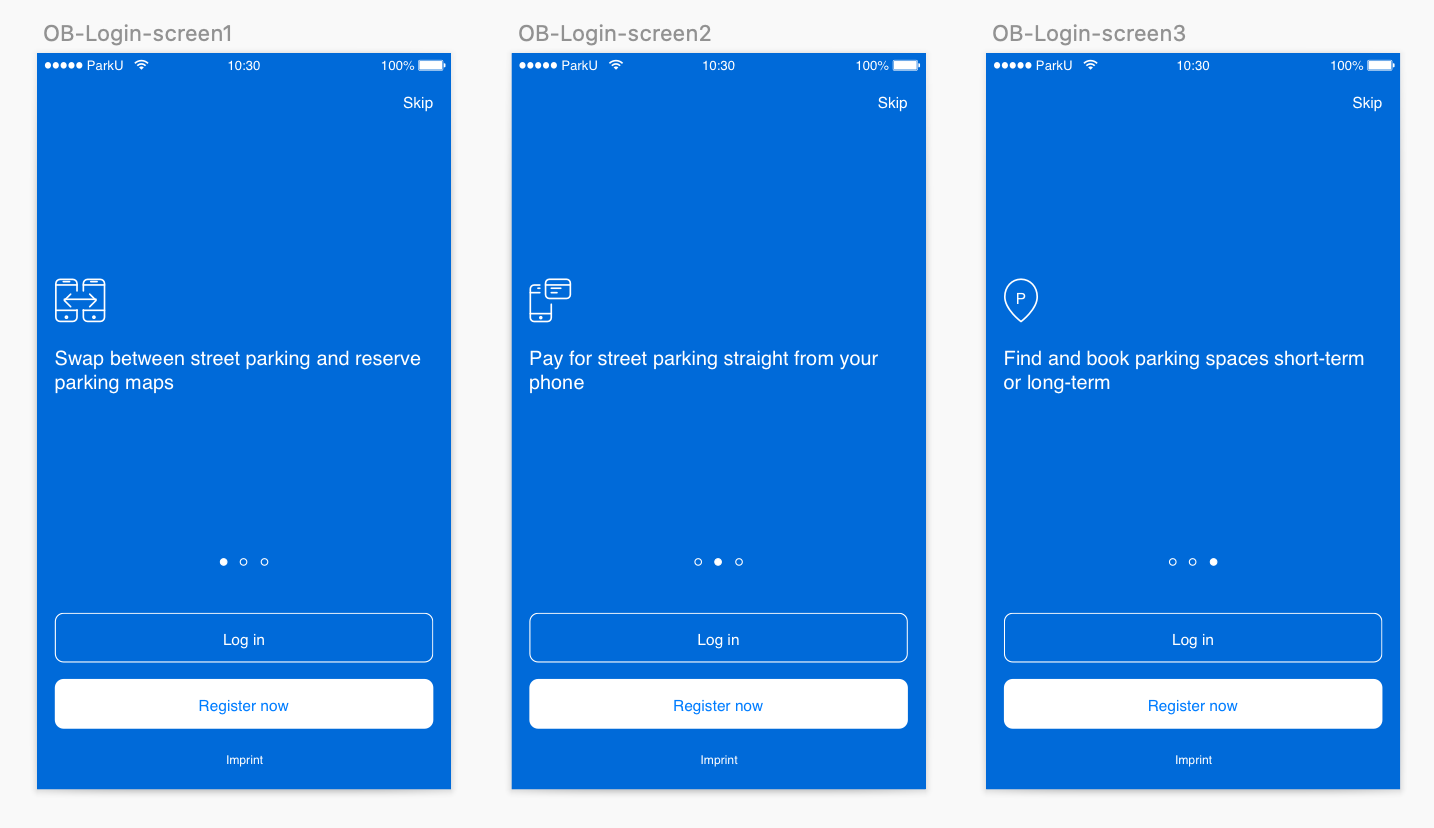 OB-Login-screen1
ParkU 10:30 100%
Skip
Swap between street parking and reserve
parking maps
Log in
Register now
Imprint
OB-Login-screen2
ParkU 10:30 100%
Skip
Pay for street parking straight from your
phone
Log in
Register now
Imprint
OB-Login-screen3
ParkU 10:30 100%
Skip
P
Find and book parking spaces short-term
or long-term
Log in
Register now
Imprint